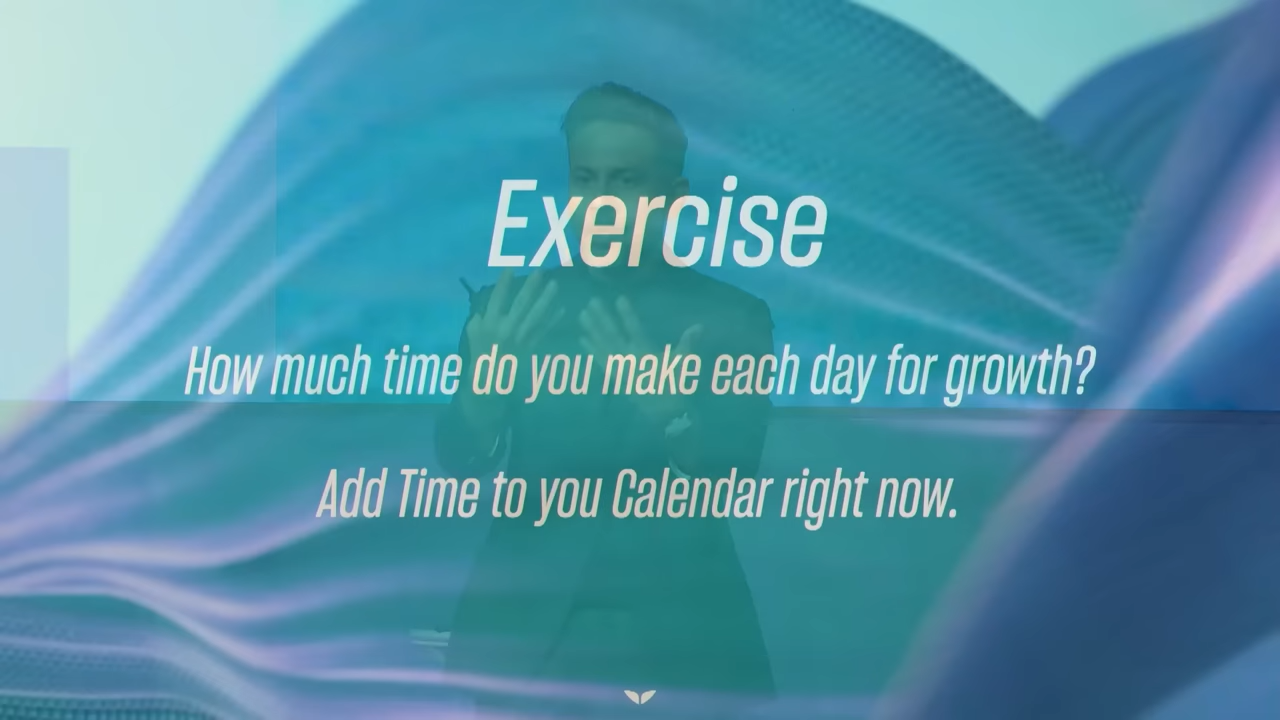 Exercise
How much time do you make each day for growth?
Add Time to you Calendar right now.